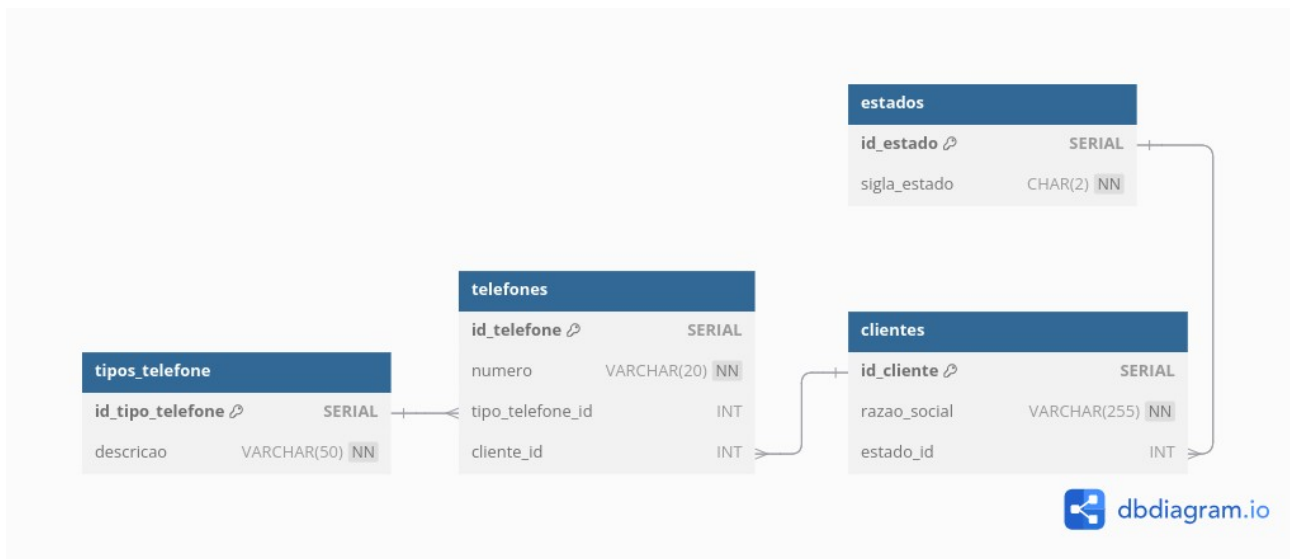 estados
id_estado SERIAL
sigla_estado CHAR(2) NN
telefones
id_telefone SERIAL
numero VARCHAR(20) NN
tipo_telefone_id INT
cliente_id INT
clientes
id_cliente SERIAL
razao_social VARCHAR(255) NN
estado_id INT
tipos_telefone
id_tipo_telefone SERIAL
descricao VARCHAR(50) NN
dbdiagram.io